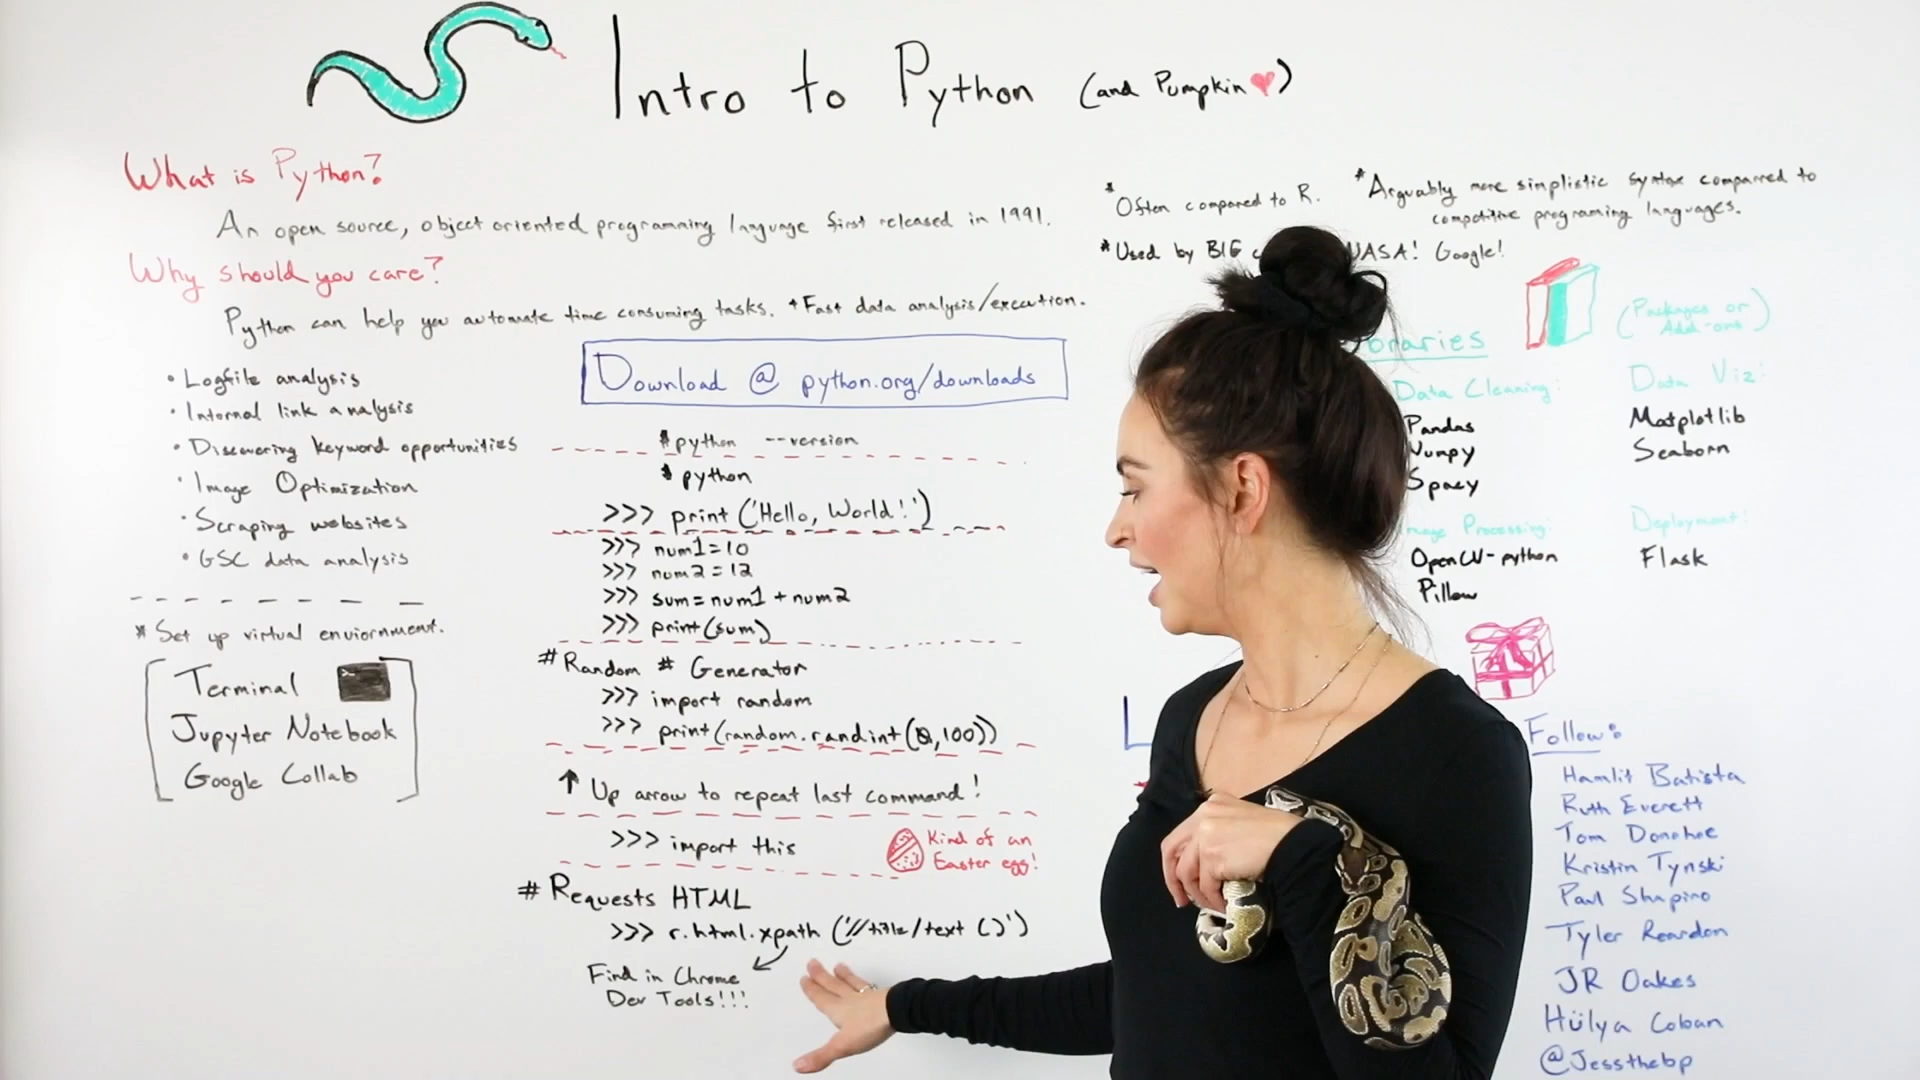 Intro to Python (and Pumpkin ♥)
What is Python?
An open source, object oriented programming language first released in 1991.
Why should you care?
Python can help you automate time consuming tasks. + Fast data analysis/execution.
• Logfile analysis
• Internal link analysis
• Discovering keyword opportunities
• Image Optimization
• Scraping websites
• GSC data analysis
* Set up virtual enviornment.
Terminal
Jupyter Notebook
Google Collab
Download @ python.org/downloads
$ python --version
$ python
>>> print ('Hello, World!')
>>> num1=10
>>> num2=12
>>> sum=num1 + num2
>>> print(sum)
# Random # Generator
>>> import random
>>> print(random.randint(0,100))
↑ Up arrow to repeat last command!
>>> import this
Kind of an
Easter egg!
# Requests HTML
>>> r.html.xpath ('//title/text ()')
Find in Chrome
Dev Tools!!!
* Often compared to R.
* Arguably more simplistic syntax comparred to
competitive programing languages.
* Used by BIG NASA! Google!
(Packages or
Add-ons)
Data Cleaning:
Pandas
Numpy
Spacy
Data Viz:
Matplotlib
Seaborn
Image Processing:
OpenCV-python
Pillow
Deployment:
Flask
Follow:
Hamlit Batista
Ruth Everett
Tom Donohoe
Kristin Tynski
Paul Shapiro
Tyler Reardon
JR Oakes
Hülya Coban
@Jessthebp